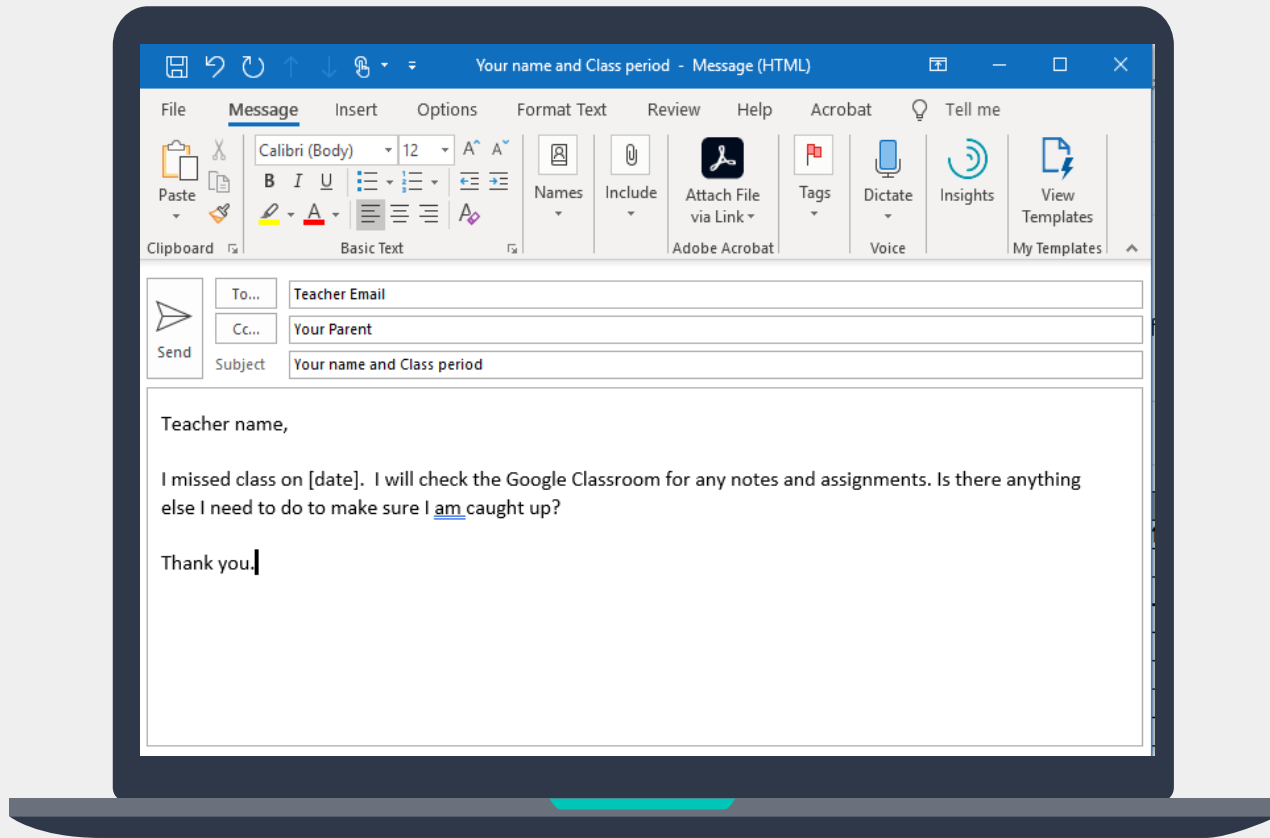 Your name and Class period - Message (HTML)
File Message Insert Options Format Text Review Help Acrobat Tell me
Calibri (Body) 12 A A
B I U
Paste
Names
Include
Attach File
via Link
Tags
Dictate
Insights
View
Templates
Clipboard
Basic Text
Adobe Acrobat
Voice
My Templates
Send
To... Teacher Email
Cc... Your Parent
Subject Your name and Class period
Teacher name,
I missed class on [date].  I will check the Google Classroom for any notes and assignments. Is there anything
else I need to do to make sure I am caught up?
Thank you.